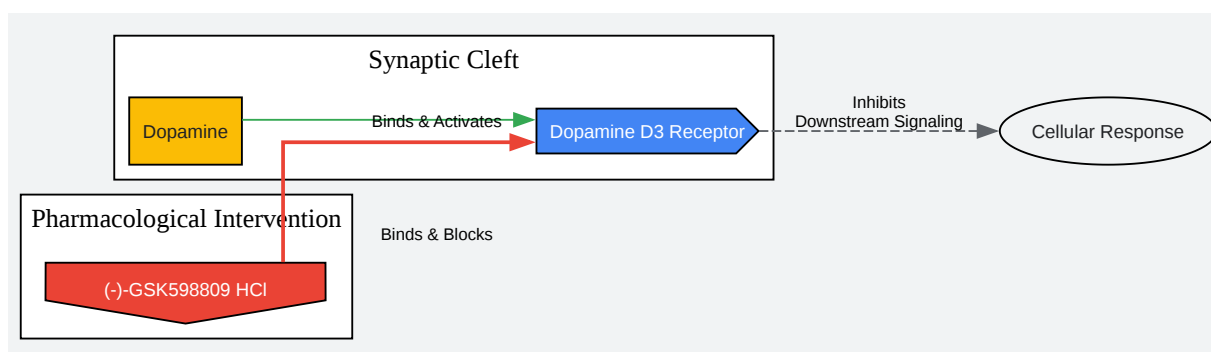 Synaptic Cleft
Dopamine
Binds & Activates
Dopamine D3 Receptor
Inhibits
Downstream Signaling
Cellular Response
Pharmacological Intervention
Binds & Blocks
(-)-GSK598809 HCl